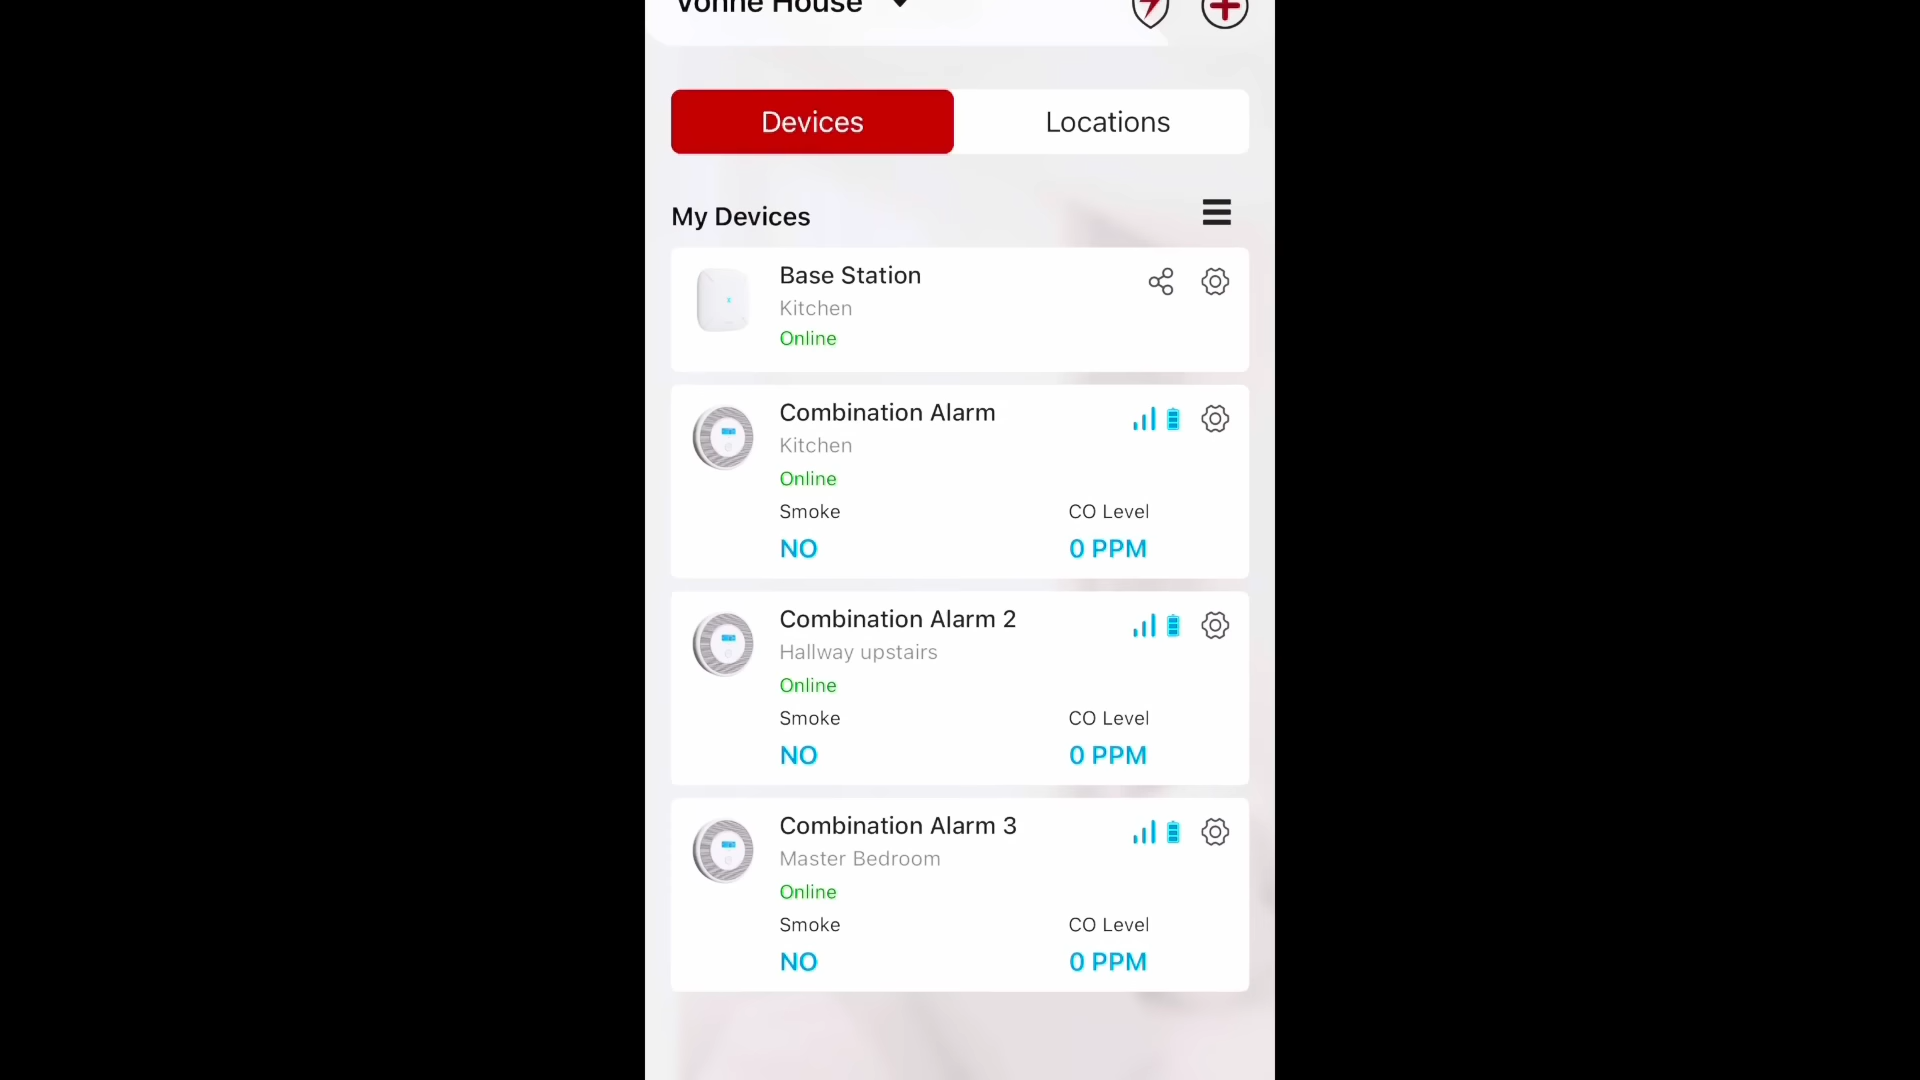 Vonne House
Devices
Locations
My Devices
Base Station
Kitchen
Online
Combination Alarm
Kitchen
Online
Smoke
CO Level
NO
0 PPM
Combination Alarm 2
Hallway upstairs
Online
Smoke
CO Level
NO
0 PPM
Combination Alarm 3
Master Bedroom
Online
Smoke
CO Level
NO
0 PPM